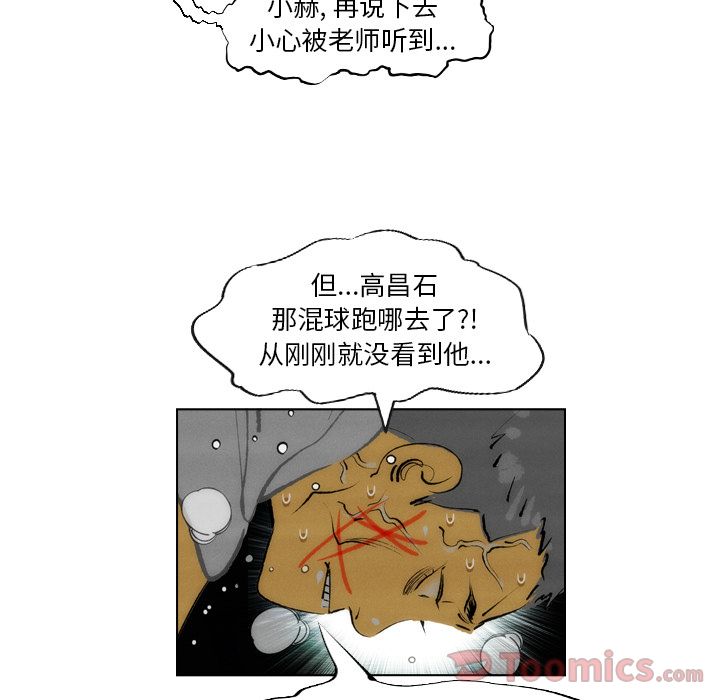 小赫, 再说下去
小心被老师听到...
但...高昌石
那混球跑哪去了?!
从刚刚就没看到他...
Toomics.com